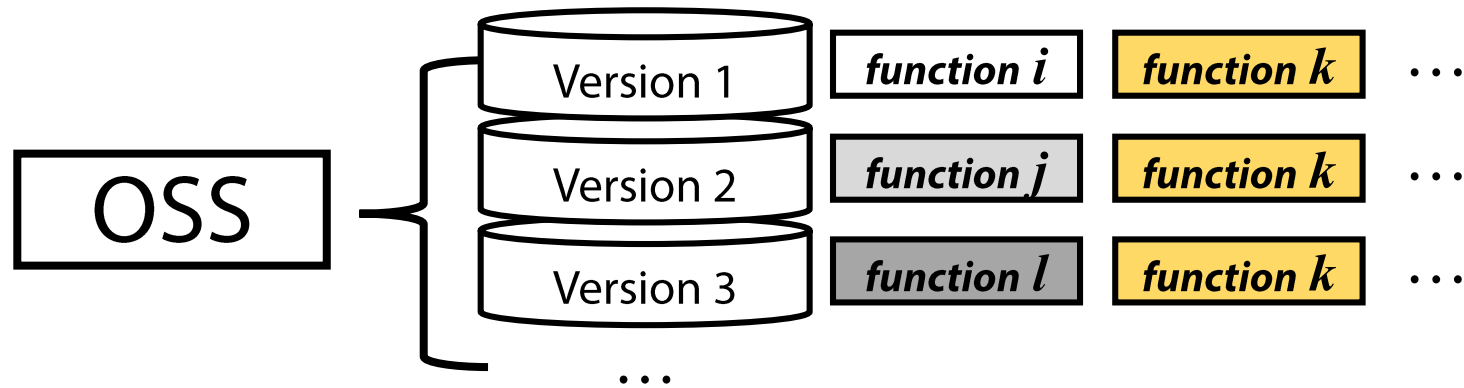 OSS
Version 1 function i function k ...
Version 2 function j function k ...
Version 3 function l function k ...
...